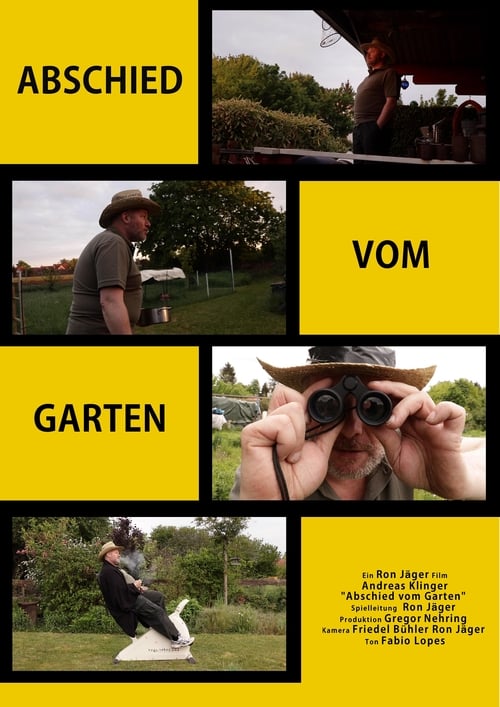 ABSCHIED
VOM
GARTEN
Ein Ron Jäger Film
Andreas Klinger
"Abschied vom Garten"
Spielleitung Ron Jäger
Produktion Gregor Nehring
Kamera Friedel Bühler Ron Jäger
Ton Fabio Lopes